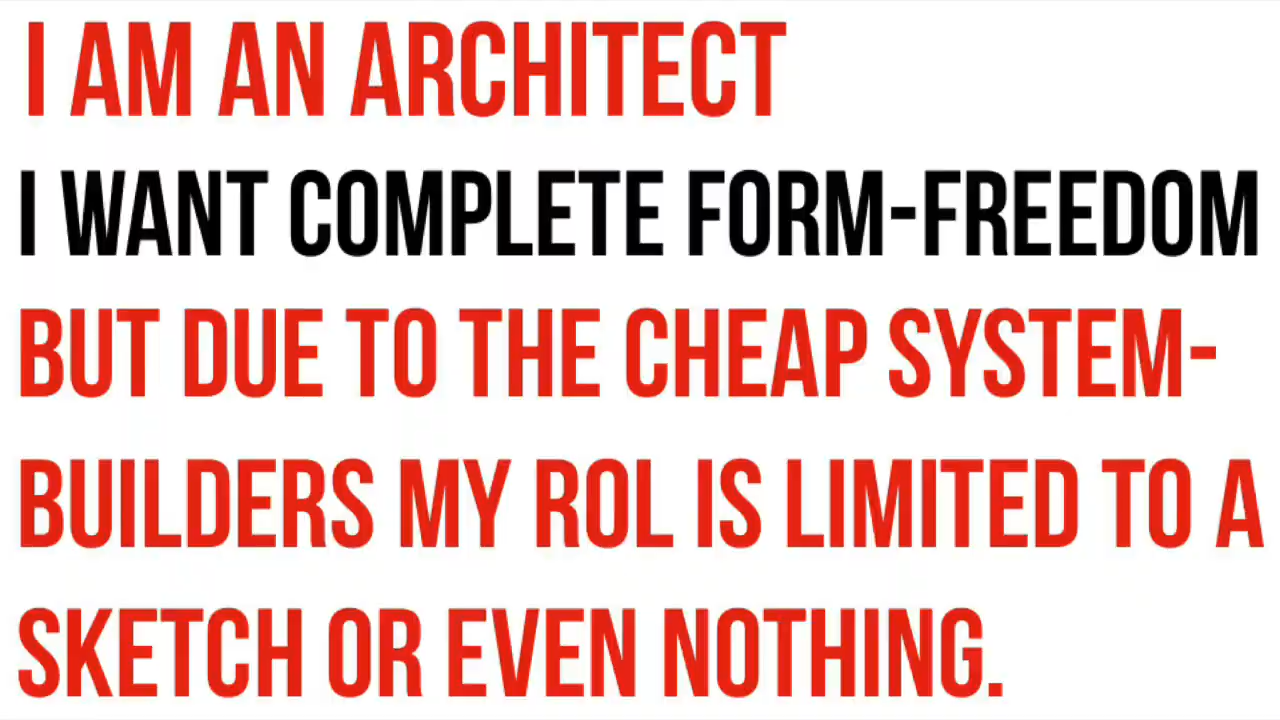 I AM AN ARCHITECT
I WANT COMPLETE FORM-FREEDOM
BUT DUE TO THE CHEAP SYSTEM-
BUILDERS MY ROL IS LIMITED TO A
SKETCH OR EVEN NOTHING.